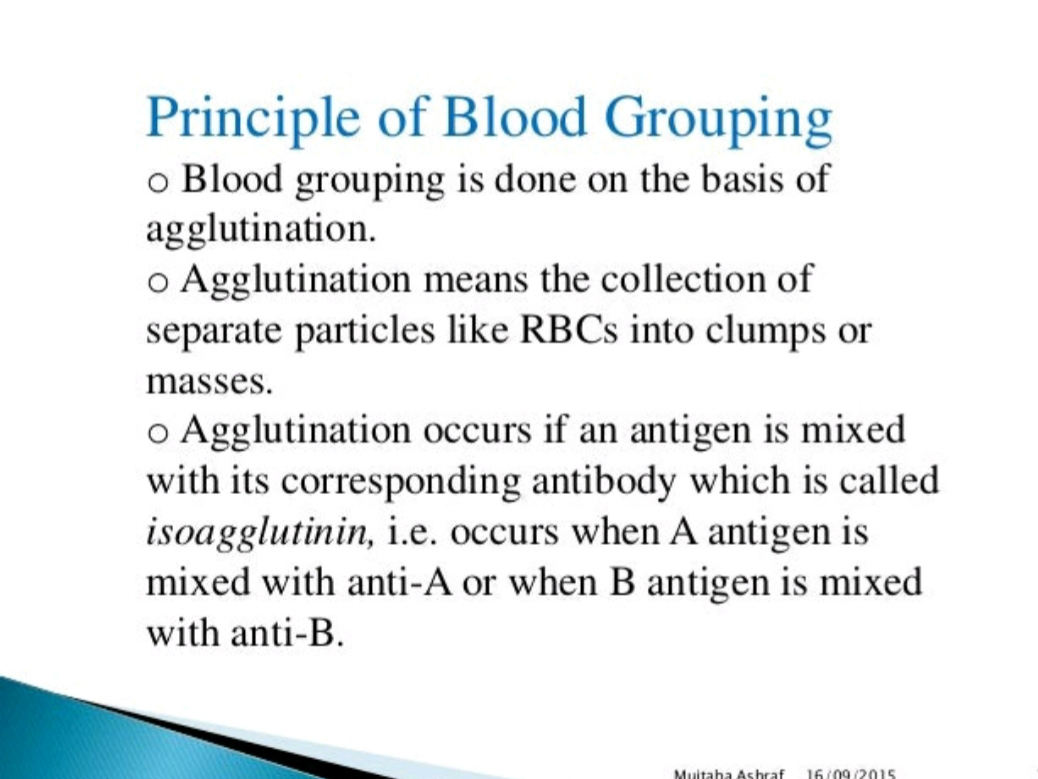 Principle of Blood Grouping
o Blood grouping is done on the basis of
agglutination.
o Agglutination means the collection of
separate particles like RBCs into clumps or
masses.
o Agglutination occurs if an antigen is mixed
with its corresponding antibody which is called
isoagglutinin, i.e. occurs when A antigen is
mixed with anti-A or when B antigen is mixed
with anti-B.
Mujtaba Ashraf 16/09/2015